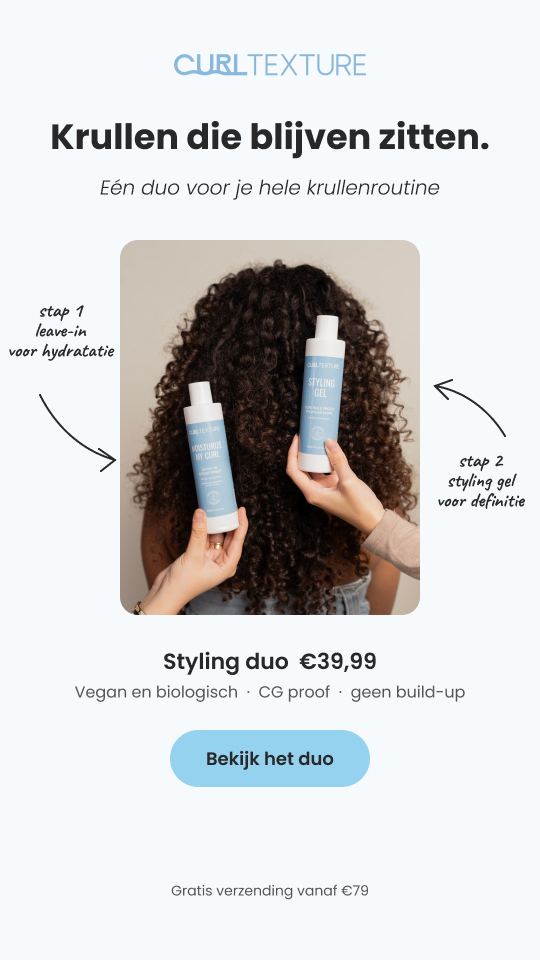 CURLTEXTURE
Krullen die blijven zitten.
Eén duo voor je hele krullenroutine
stap 1
leave-in
voor hydratatie
CURLTEXTURE
STYLING
GEL
CURLTEXTURE
MOISTURIZE
MY CURL
stap 2
styling gel
voor definitie
Styling duo €39,99
Vegan en biologisch · CG proof · geen build-up
Bekijk het duo
Gratis verzending vanaf €79